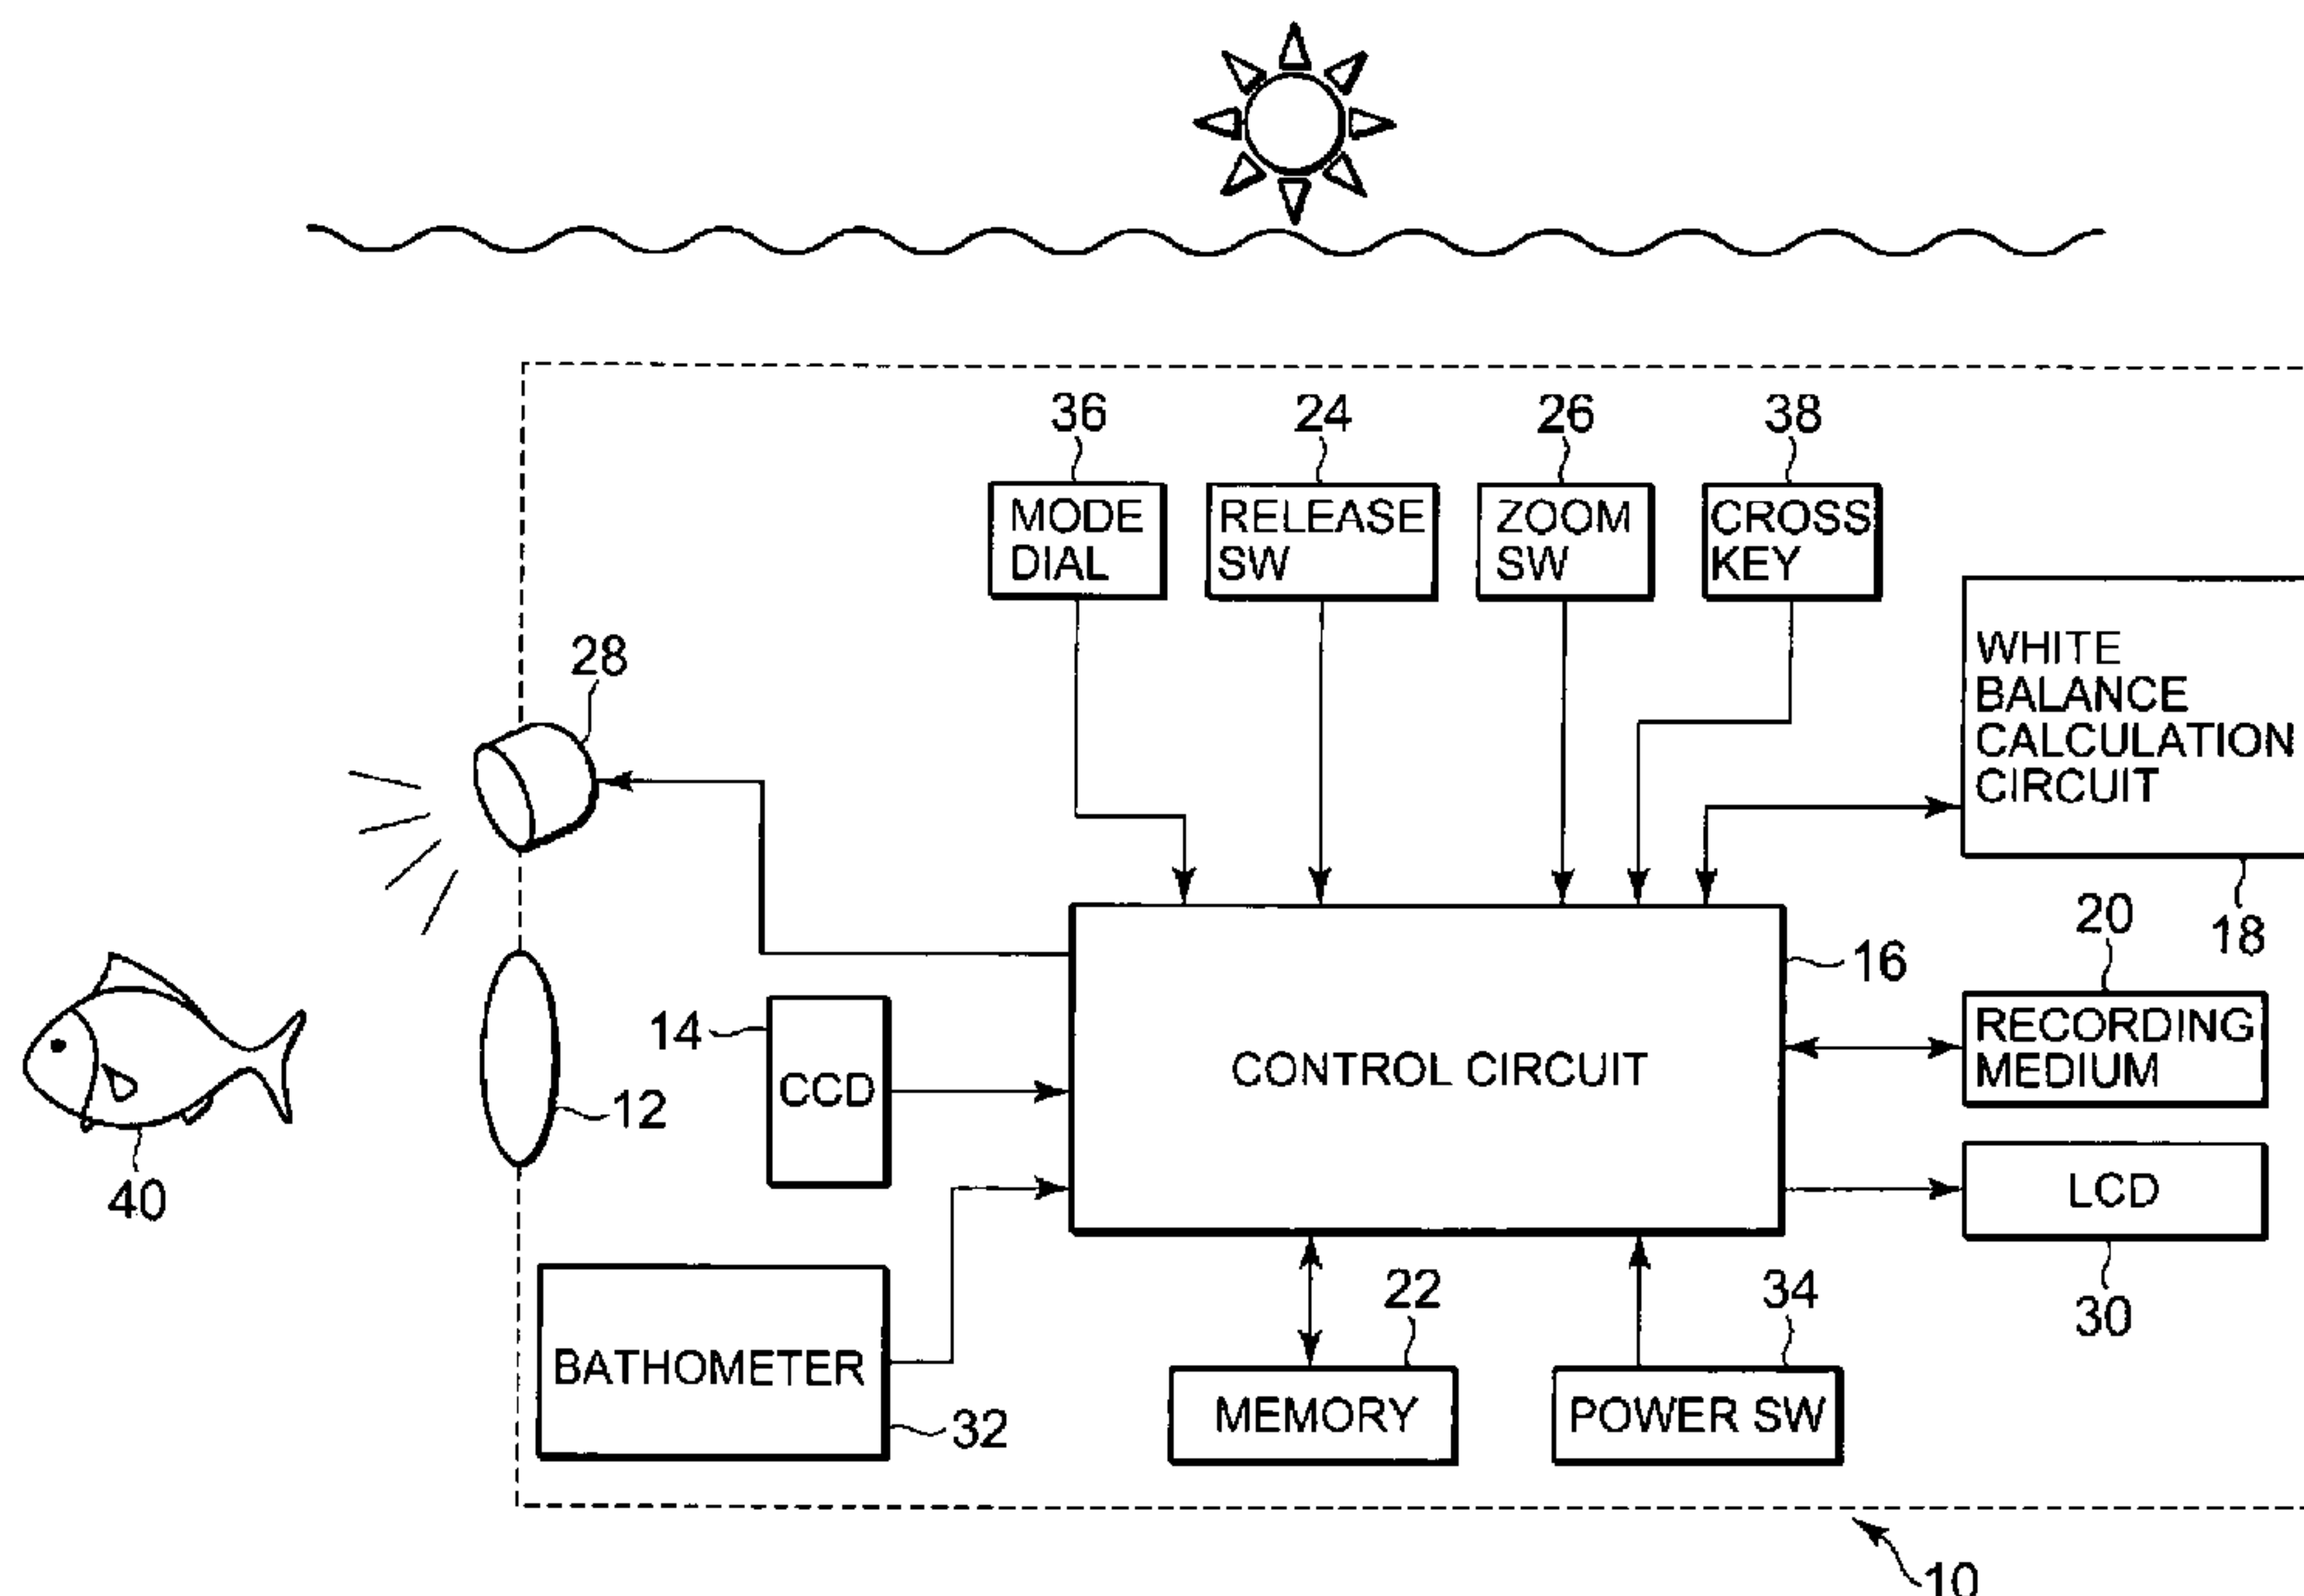 36
24
26
38
MODE
DIAL
RELEASE
SW
ZOOM
SW
CROSS
KEY
28
WHITE
BALANCE
CALCULATION
CIRCUIT
18
20
16
14
CCD
CONTROL CIRCUIT
RECORDING
MEDIUM
12
40
LCD
30
BATHOMETER
32
22
34
MEMORY
POWER SW
10